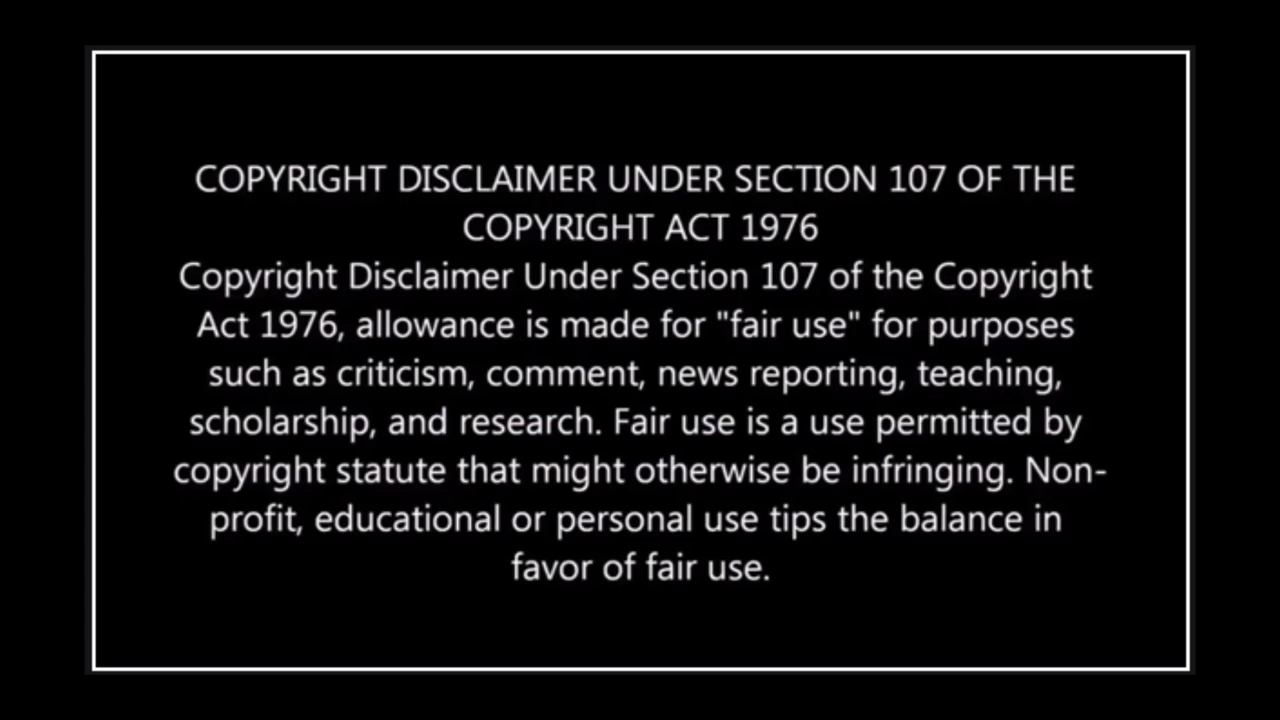 COPYRIGHT DISCLAIMER UNDER SECTION 107 OF THE
COPYRIGHT ACT 1976
Copyright Disclaimer Under Section 107 of the Copyright
Act 1976, allowance is made for "fair use" for purposes
such as criticism, comment, news reporting, teaching,
scholarship, and research. Fair use is a use permitted by
copyright statute that might otherwise be infringing. Non-
profit, educational or personal use tips the balance in
favor of fair use.